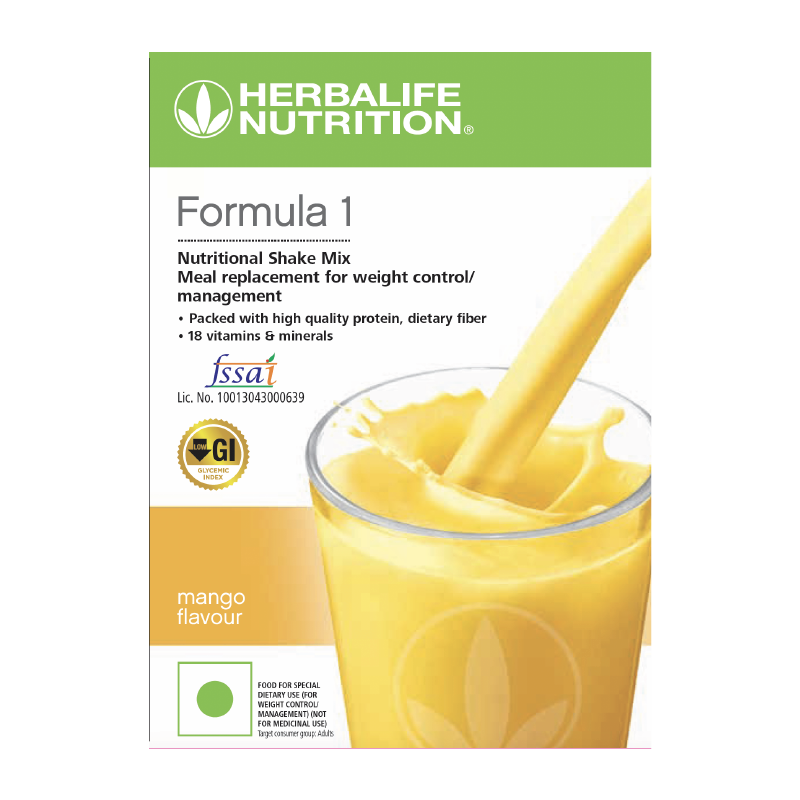 HERBALIFE
NUTRITION®
Formula 1
Nutritional Shake Mix
Meal replacement for weight control/
management
• Packed with high quality protein, dietary fiber
• 18 vitamins & minerals
fssai
Lic. No. 10013043000639
LOW GI
GLYCEMIC
INDEX
mango
flavour
FOOD FOR SPECIAL
DIETARY USE (FOR
WEIGHT CONTROL/
MANAGEMENT) (NOT
FOR MEDICINAL USE)
Target consumer group: Adults